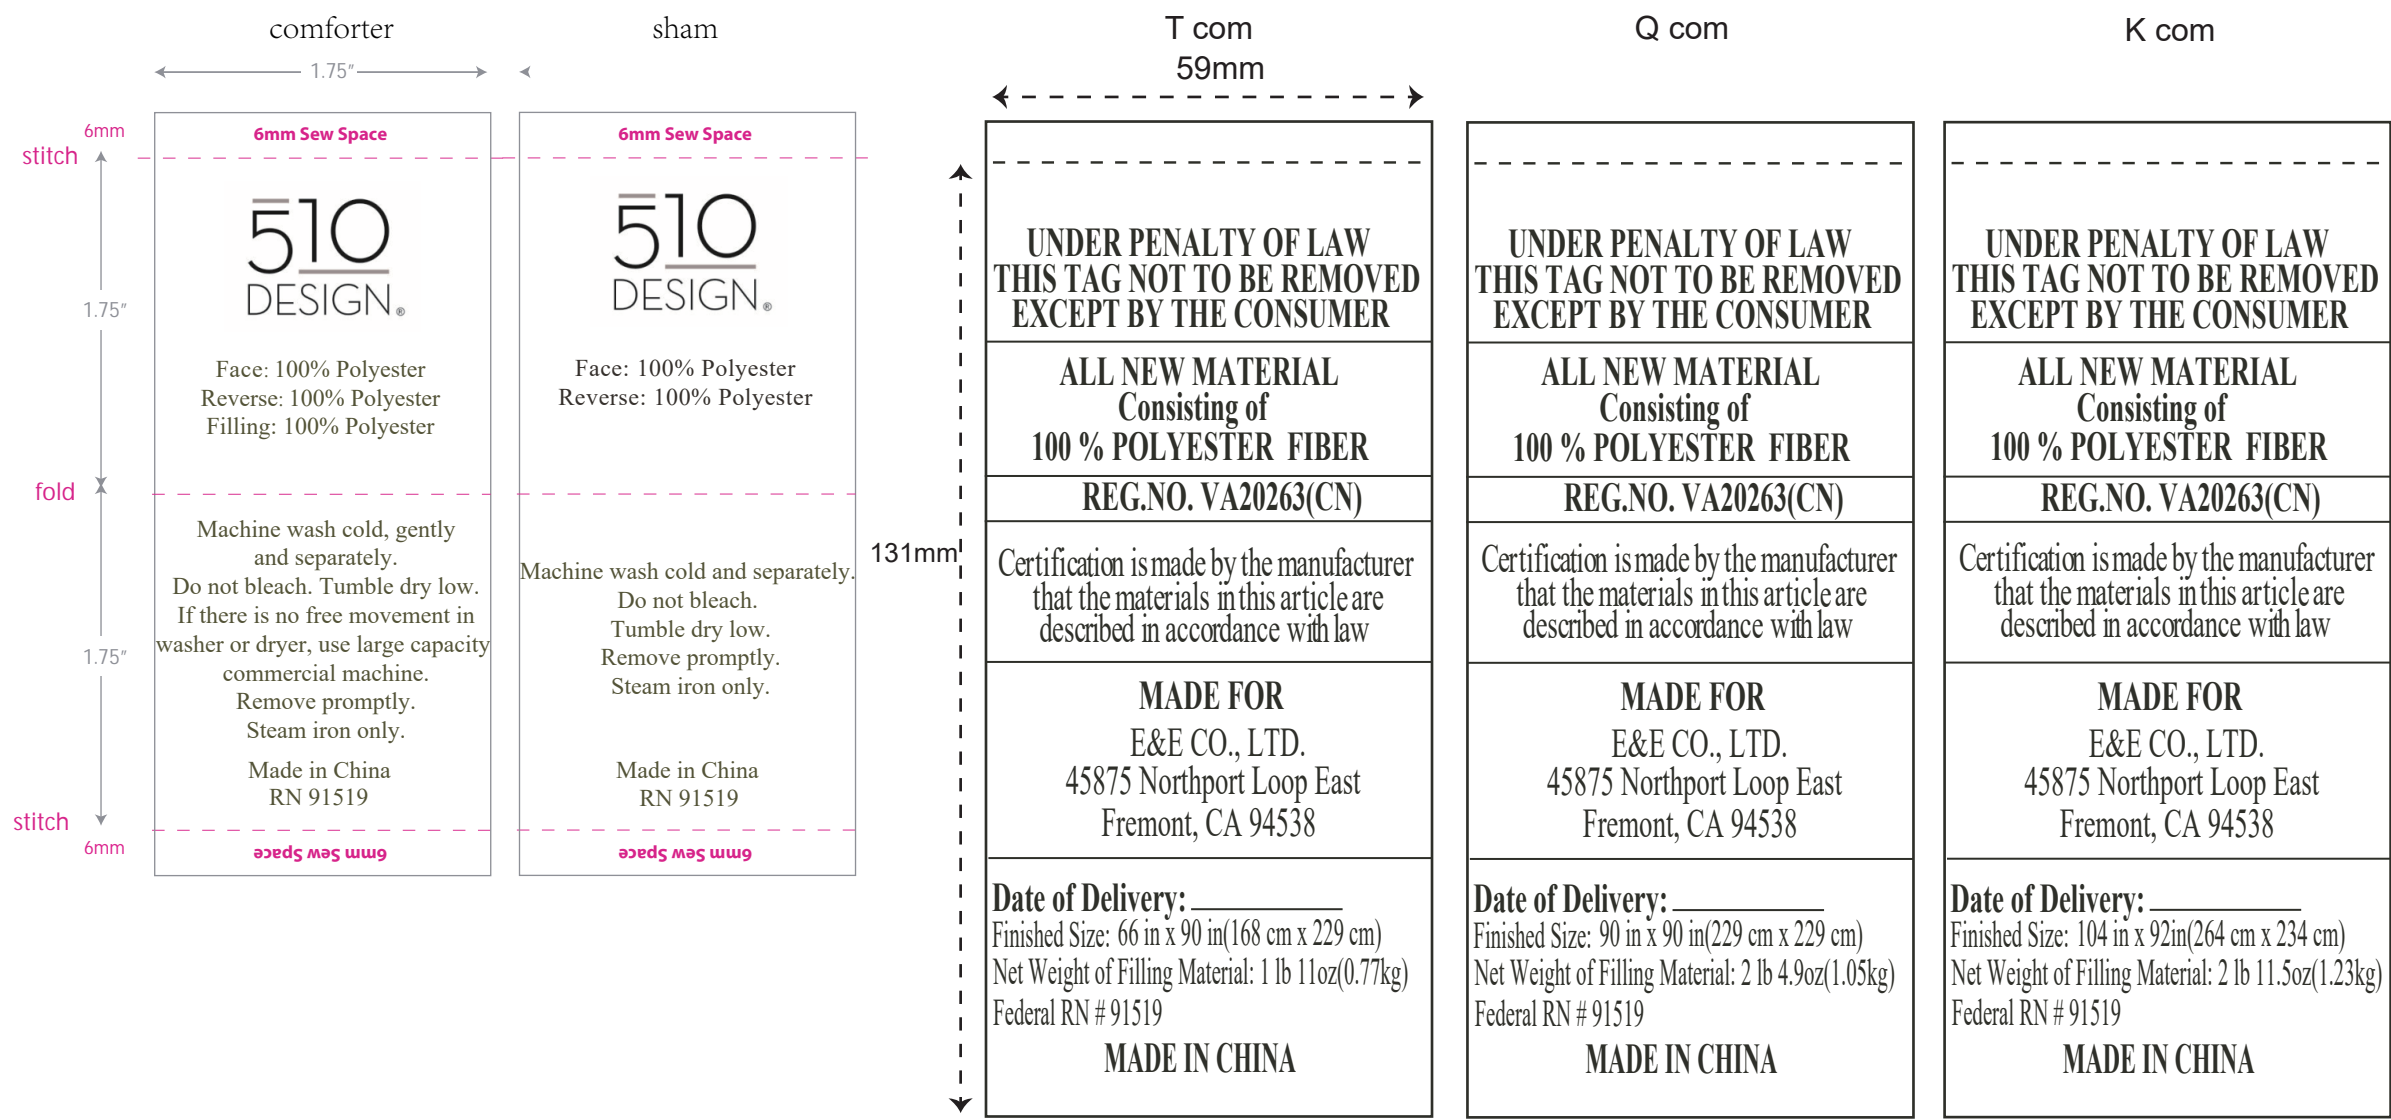 comforter
1.75"
6mm
stitch
1.75"
fold
1.75"
stitch
6mm
6mm Sew Space
510
DESIGN®
Face: 100% Polyester
Reverse: 100% Polyester
Filling: 100% Polyester
Machine wash cold, gently
and separately.
Do not bleach. Tumble dry low.
If there is no free movement in
washer or dryer, use large capacity
commercial machine.
Remove promptly.
Steam iron only.
Made in China
RN 91519
6mm Sew Space
sham
6mm Sew Space
510
DESIGN®
Face: 100% Polyester
Reverse: 100% Polyester
Machine wash cold and separately.
Do not bleach.
Tumble dry low.
Remove promptly.
Steam iron only.
Made in China
RN 91519
6mm Sew Space
T com
59mm
131mm
UNDER PENALTY OF LAW
THIS TAG NOT TO BE REMOVED
EXCEPT BY THE CONSUMER
ALL NEW MATERIAL
Consisting of
100 % POLYESTER FIBER
REG.NO. VA20263(CN)
Certification is made by the manufacturer
that the materials in this article are
described in accordance with law
MADE FOR
E&E CO., LTD.
45875 Northport Loop East
Fremont, CA 94538
Date of Delivery:
Finished Size: 66 in x 90 in(168 cm x 229 cm)
Net Weight of Filling Material: 1 lb 11oz(0.77kg)
Federal RN # 91519
MADE IN CHINA
Q com
UNDER PENALTY OF LAW
THIS TAG NOT TO BE REMOVED
EXCEPT BY THE CONSUMER
ALL NEW MATERIAL
Consisting of
100 % POLYESTER FIBER
REG.NO. VA20263(CN)
Certification is made by the manufacturer
that the materials in this article are
described in accordance with law
MADE FOR
E&E CO., LTD.
45875 Northport Loop East
Fremont, CA 94538
Date of Delivery:
Finished Size: 90 in x 90 in(229 cm x 229 cm)
Net Weight of Filling Material: 2 lb 4.9oz(1.05kg)
Federal RN # 91519
MADE IN CHINA
K com
UNDER PENALTY OF LAW
THIS TAG NOT TO BE REMOVED
EXCEPT BY THE CONSUMER
ALL NEW MATERIAL
Consisting of
100 % POLYESTER FIBER
REG.NO. VA20263(CN)
Certification is made by the manufacturer
that the materials in this article are
described in accordance with law
MADE FOR
E&E CO., LTD.
45875 Northport Loop East
Fremont, CA 94538
Date of Delivery:
Finished Size: 104 in x 92in(264 cm x 234 cm)
Net Weight of Filling Material: 2 lb 11.5oz(1.23kg)
Federal RN # 91519
MADE IN CHINA